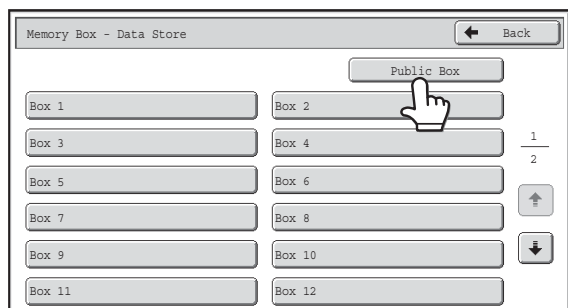 Memory Box - Data Store
Back
Public Box
Box 1
Box 2
Box 3
Box 4
1
2
Box 5
Box 6
Box 7
Box 8
Box 9
Box 10
Box 11
Box 12